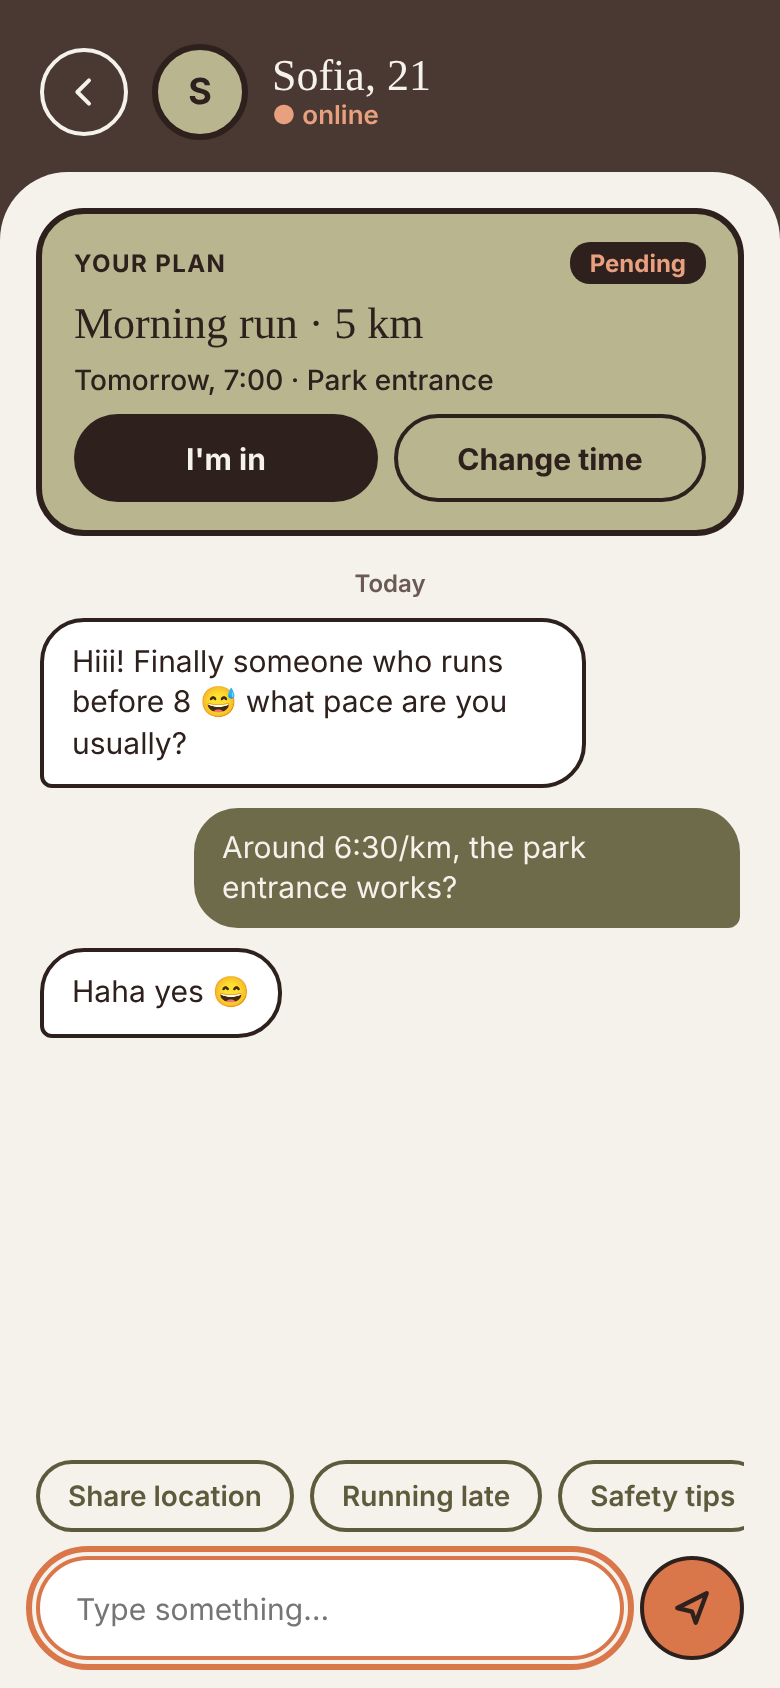 S
Sofia, 21
online
YOUR PLAN
Pending
Morning run · 5 km
Tomorrow, 7:00 · Park entrance
I'm in
Change time
Today
Hiii! Finally someone who runs
before 8 😅 what pace are you
usually?
Around 6:30/km, the park
entrance works?
Haha yes 😄
Share location
Running late
Safety tips
Type something...